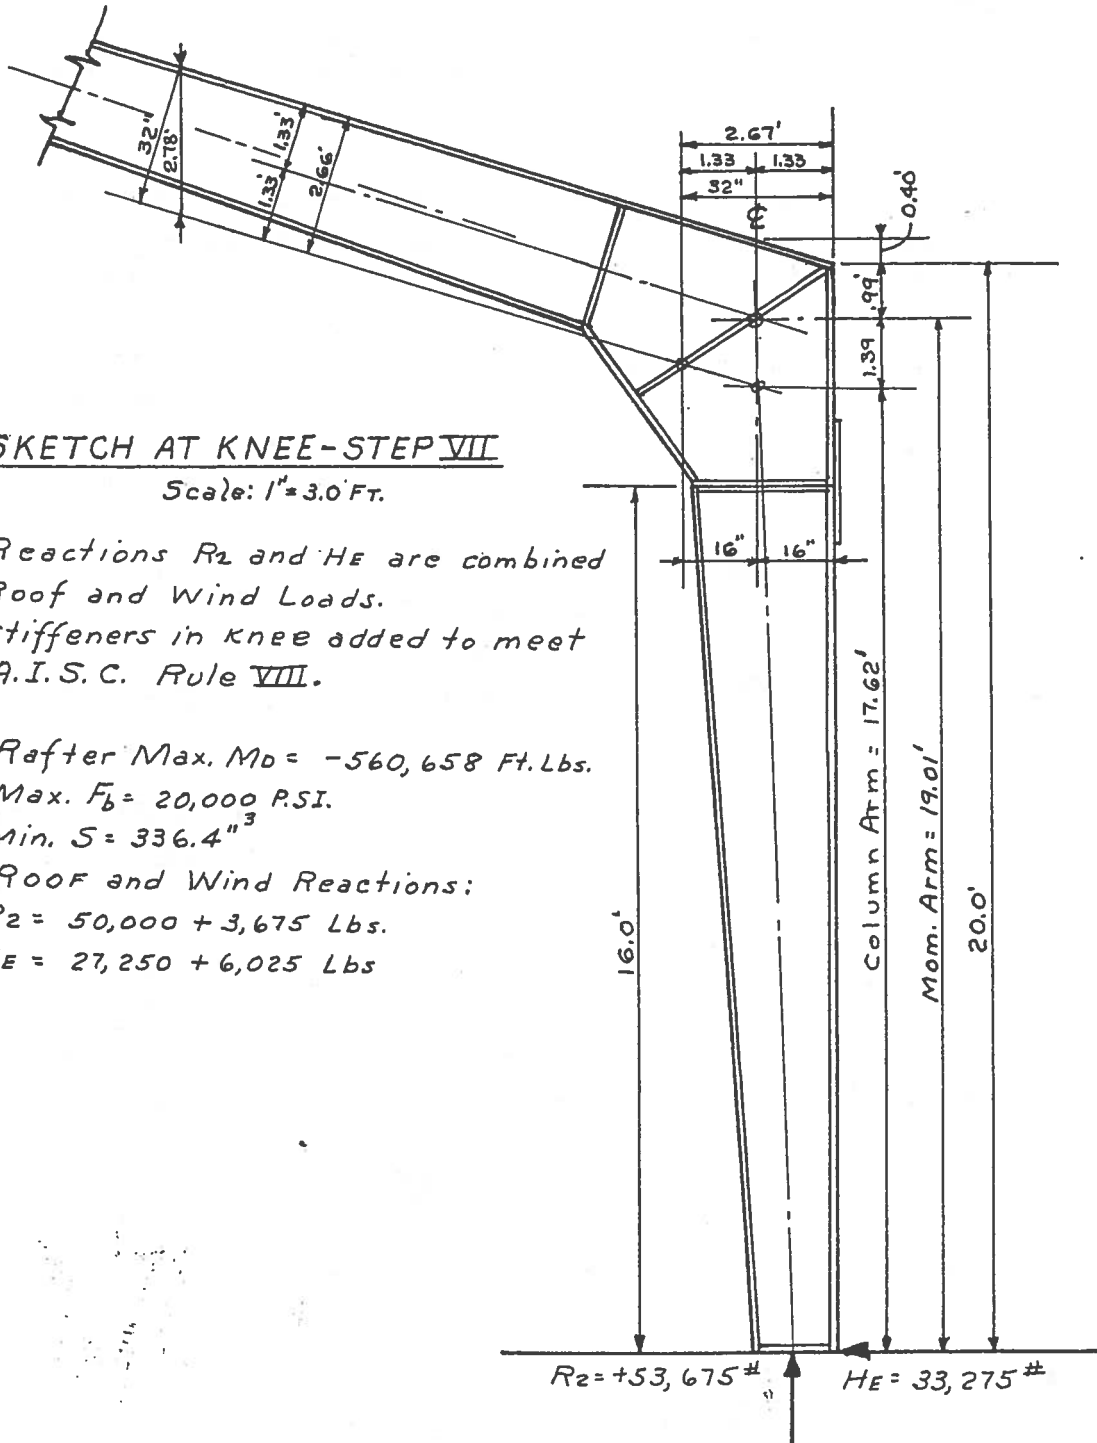 2.67'
1.33 1.33
32"
℄
0.40'
32"
2.78'
1.33'
1.33'
2.66'
.99'
1.39
SKETCH AT KNEE-STEP VII
Scale: 1"= 3.0 FT.
Reactions R2 and HE are combined
Roof and Wind Loads.
Stiffeners in knee added to meet
A.I.S.C. Rule VIII.
16" 16"
Rafter Max. MD = -560,658 Ft. Lbs.
Max. Fb = 20,000 P.S.I.
Min. S = 336.4"3
Roof and Wind Reactions:
R2 = 50,000 + 3,675 Lbs.
E = 27,250 + 6,025 Lbs
16.0'
Column Arm = 17.62'
Mom. Arm = 19.01'
20.0'
R2 = +53,675#
HE = 33,275#